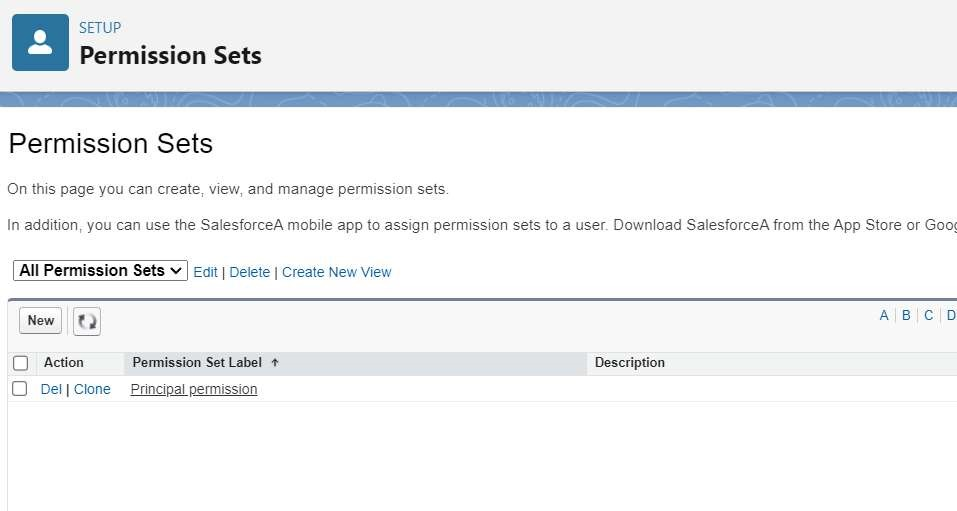 SETUP
Permission Sets
Permission Sets
On this page you can create, view, and manage permission sets.
In addition, you can use the SalesforceA mobile app to assign permission sets to a user. Download SalesforceA from the App Store or Goog
All Permission Sets Edit | Delete | Create New View
New A | B | C | D
Action Permission Set Label ↑ Description
Del | Clone Principal permission